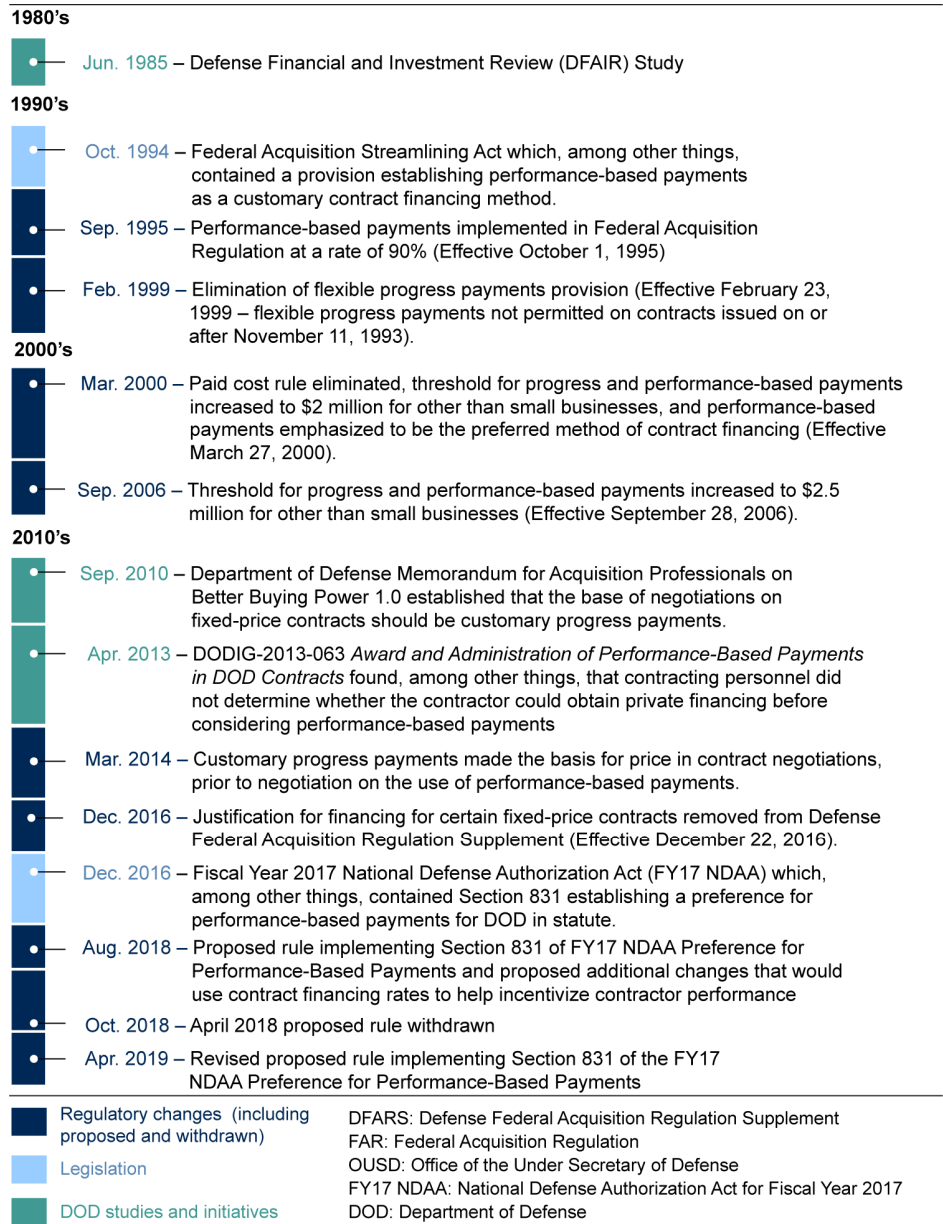 1980’s
Jun. 1985 – Defense Financial and Investment Review (DFAIR) Study
1990’s
Oct. 1994 – Federal Acquisition Streamlining Act which, among other things,
contained a provision establishing performance-based payments
as a customary contract financing method.
Sep. 1995 – Performance-based payments implemented in Federal Acquisition
Regulation at a rate of 90% (Effective October 1, 1995)
Feb. 1999 – Elimination of flexible progress payments provision (Effective February 23,
1999 – flexible progress payments not permitted on contracts issued on or
after November 11, 1993).
2000’s
Mar. 2000 – Paid cost rule eliminated, threshold for progress and performance-based payments
increased to $2 million for other than small businesses, and performance-based
payments emphasized to be the preferred method of contract financing (Effective
March 27, 2000).
Sep. 2006 – Threshold for progress and performance-based payments increased to $2.5
million for other than small businesses (Effective September 28, 2006).
2010’s
Sep. 2010 – Department of Defense Memorandum for Acquisition Professionals on
Better Buying Power 1.0 established that the base of negotiations on
fixed-price contracts should be customary progress payments.
Apr. 2013 – DODIG-2013-063 Award and Administration of Performance-Based Payments
in DOD Contracts found, among other things, that contracting personnel did
not determine whether the contractor could obtain private financing before
considering performance-based payments
Mar. 2014 – Customary progress payments made the basis for price in contract negotiations,
prior to negotiation on the use of performance-based payments.
Dec. 2016 – Justification for financing for certain fixed-price contracts removed from Defense
Federal Acquisition Regulation Supplement (Effective December 22, 2016).
Dec. 2016 – Fiscal Year 2017 National Defense Authorization Act (FY17 NDAA) which,
among other things, contained Section 831 establishing a preference for
performance-based payments for DOD in statute.
Aug. 2018 – Proposed rule implementing Section 831 of FY17 NDAA Preference for
Performance-Based Payments and proposed additional changes that would
use contract financing rates to help incentivize contractor performance
Oct. 2018 – April 2018 proposed rule withdrawn
Apr. 2019 – Revised proposed rule implementing Section 831 of the FY17
NDAA Preference for Performance-Based Payments
Regulatory changes (including
proposed and withdrawn)
Legislation
DOD studies and initiatives
DFARS: Defense Federal Acquisition Regulation Supplement
FAR: Federal Acquisition Regulation
OUSD: Office of the Under Secretary of Defense
FY17 NDAA: National Defense Authorization Act for Fiscal Year 2017
DOD: Department of Defense